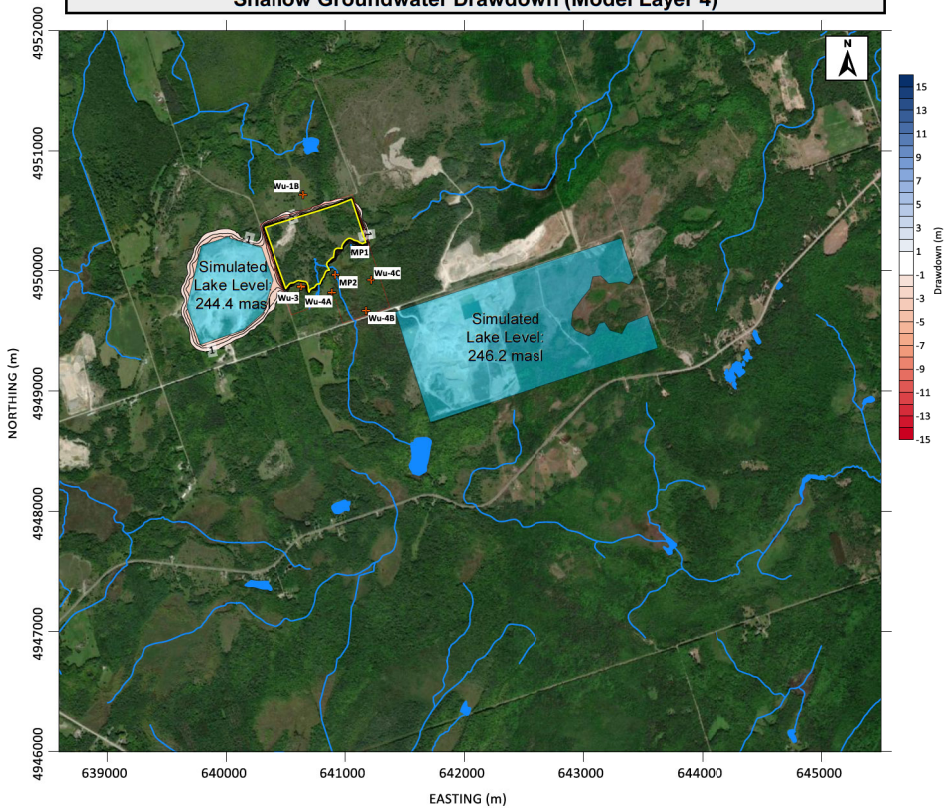 Shallow Groundwater Drawdown (Model Layer 4)
N
4952000
4951000
4950000
4949000
4948000
4947000
4946000
NORTHING (m)
639000
640000
641000
642000
643000
644000
645000
EASTING (m)
Wu-1B
1
1
MP1
MP2
Wu-4C
Wu-3
Wu-4A
Wu-4B
1
Simulated
Lake Level:
244.4 masl
Simulated
Lake Level:
246.2 masl
15
13
11
9
7
5
3
1
-1
-3
-5
-7
-9
-11
-13
-15
Drawdown (m)